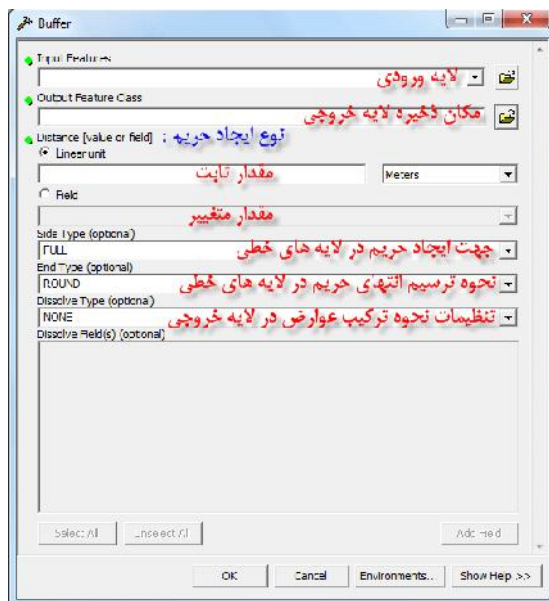 Buffer
Input Features
لایه ورودی
Output Feature Class
مکان ذخیره لایه خروجی
Distance [value or field] نوع ایجاد حریم :
Linear unit
مقدار ثابت
Meters
Field
مقدار متغییر
Side Type (optional)
FULL جهت ایجاد حریم در لایه های خطی
End Type (optional)
ROUND نحوه ترسیم انتهای حریم در لایه های خطی
Dissolve Type (optional)
NONE تنظیمات نحوه ترکیب عوارض در لایه خروجی
Dissolve Field(s) (optional)
Select All Unselect All Add Field
OK Cancel Environments... Show Help >>